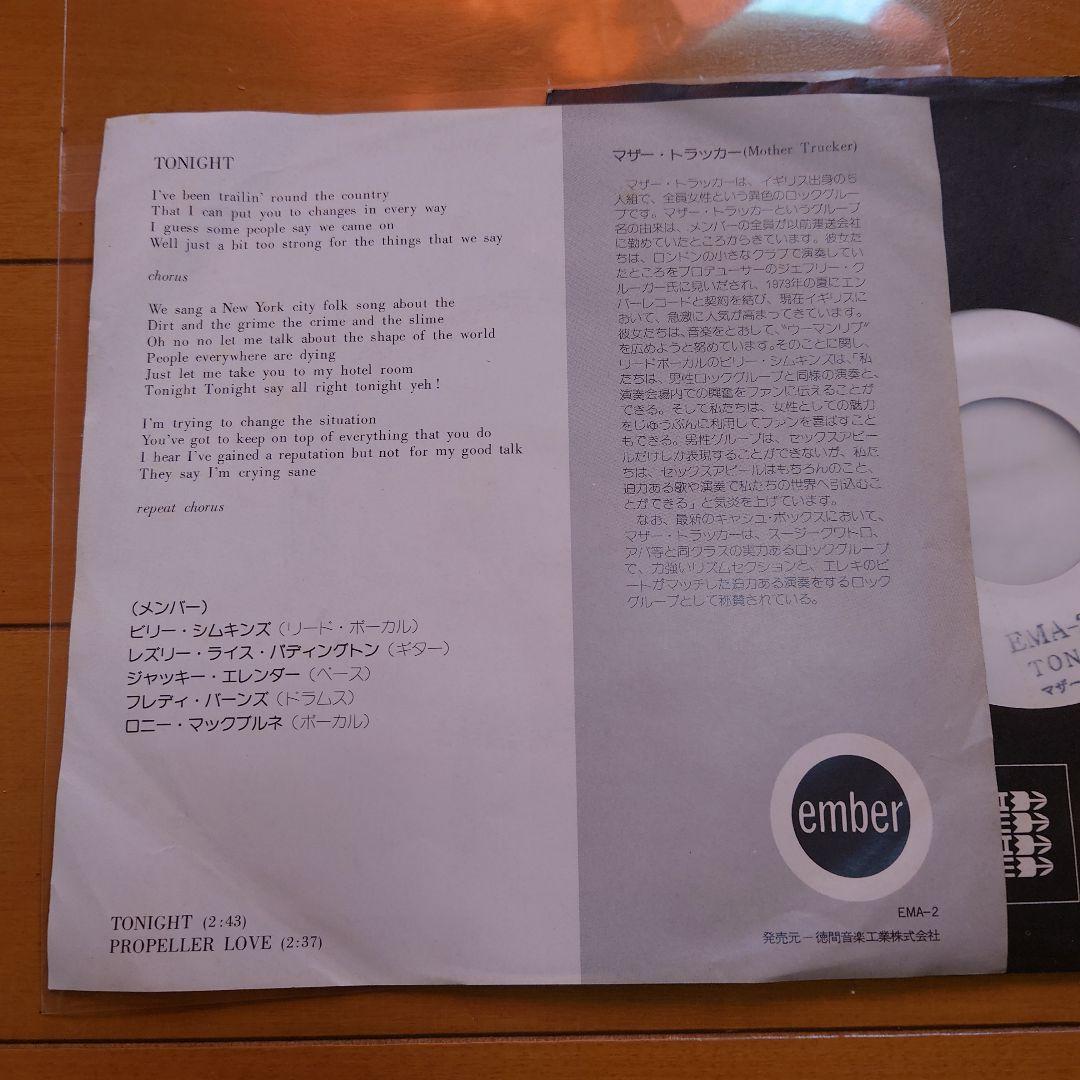 TONIGHT
I've been trailin' round the country
That I can put you to changes in every way
I guess some people say we came on
Well just a bit too strong for the things that we say
chorus
We sang a New York city folk song about the
Dirt and the grime the crime and the slime
Oh no no let me talk about the shape of the world
People everywhere are dying
Just let me take you to my hotel room
Tonight Tonight say all right tonight yeh!
I'm trying to change the situation
You've got to keep on top of everything that you do
I hear I've gained a reputation but not for my good talk
They say I'm crying sane
repeat chorus
(メンバー)
ビリー・シムキンズ(リード・ボーカル)
レズリー・ライス・パディングトン(ギター)
ジャッキー・エレンダー(ベース)
フレディ・バーンズ(ドラムス)
ロニー・マックブルネ(ボーカル)
TONIGHT (2:43)
PROPELLER LOVE (2:37)
マザー・トラッカー(Mother Trucker)
マザー・トラッカーは、イギリス出身の5
人組で、全員女性という異色のロックグルー
プです。マザー・トラッカーというグループ
名の由来は、メンバーの全員が以前運送会社
に勤めていたところからきています。彼女た
ちは、ロンドンの小さなクラブで演奏してい
たところをプロデューサーのジェフリー・ク
ルーガー氏に見いだされ、1973年の夏にエン
バーレコードと契約を結び、現在イギリスに
おいて、急激に人気が高まってきています。
彼女たちは、音楽をとおして、"ウーマンリブ"
を広めようと努めています。そのことに関し、
リードボーカルのビリー・シムキンズは、「私
たちは、男性ロックグループと同様の演奏と、
演奏会場内での興奮をファンに伝えることが
できる。そして私たちは、女性としての魅力
をじゅうぶんに利用してファンを喜ばすこと
もできる。男性グループは、セックスアピー
ルだけしか表現することができないが、私た
ちは、セックスアピールはもちろんのこと、
迫力ある歌や演奏で私たちの世界へ引込むこ
とができる」と気炎を上げています。
なお、最新のキャシュ・ボックスにおいて、
マザー・トラッカーは、スージークワトロ、
アバ等と同クラスの実力あるロックグループ
で、力強いリズムセクションと、エレキのビ
ートがマッチした迫力ある演奏をするロック
グループとして称賛されている。
ember
EMA-2
発売元－徳間音楽工業株式会社
EMA-
TON
マザー
MAMA